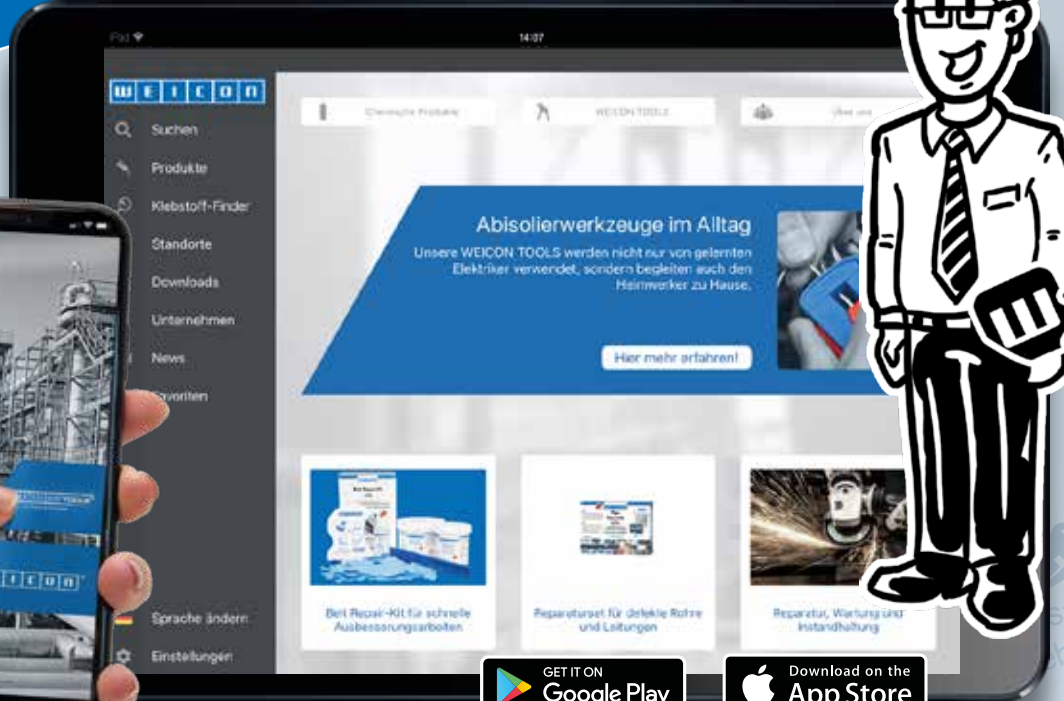 iPad
14:07
WEICON
Suchen
Produkte
Klebstoff-Finder
Standorte
Downloads
Unternehmen
News
Favoriten
Sprache ändern
Einstellungen
Chemische Produkte
WEICON TOOLS
Über uns
Abisolierwerkzeuge im Alltag
Unsere WEICON TOOLS werden nicht nur von gelernten
Elektriker verwendet, sondern begleiten auch den
Heimwerker zu Hause.
Hier mehr erfahren!
Belt Repair-Kit für schnelle
Ausbesserungsarbeiten
Reparaturset für defekte Rohre
und Leitungen
Reparatur, Wartung und
Instandhaltung
GET IT ON
Google Play
Download on the
App Store